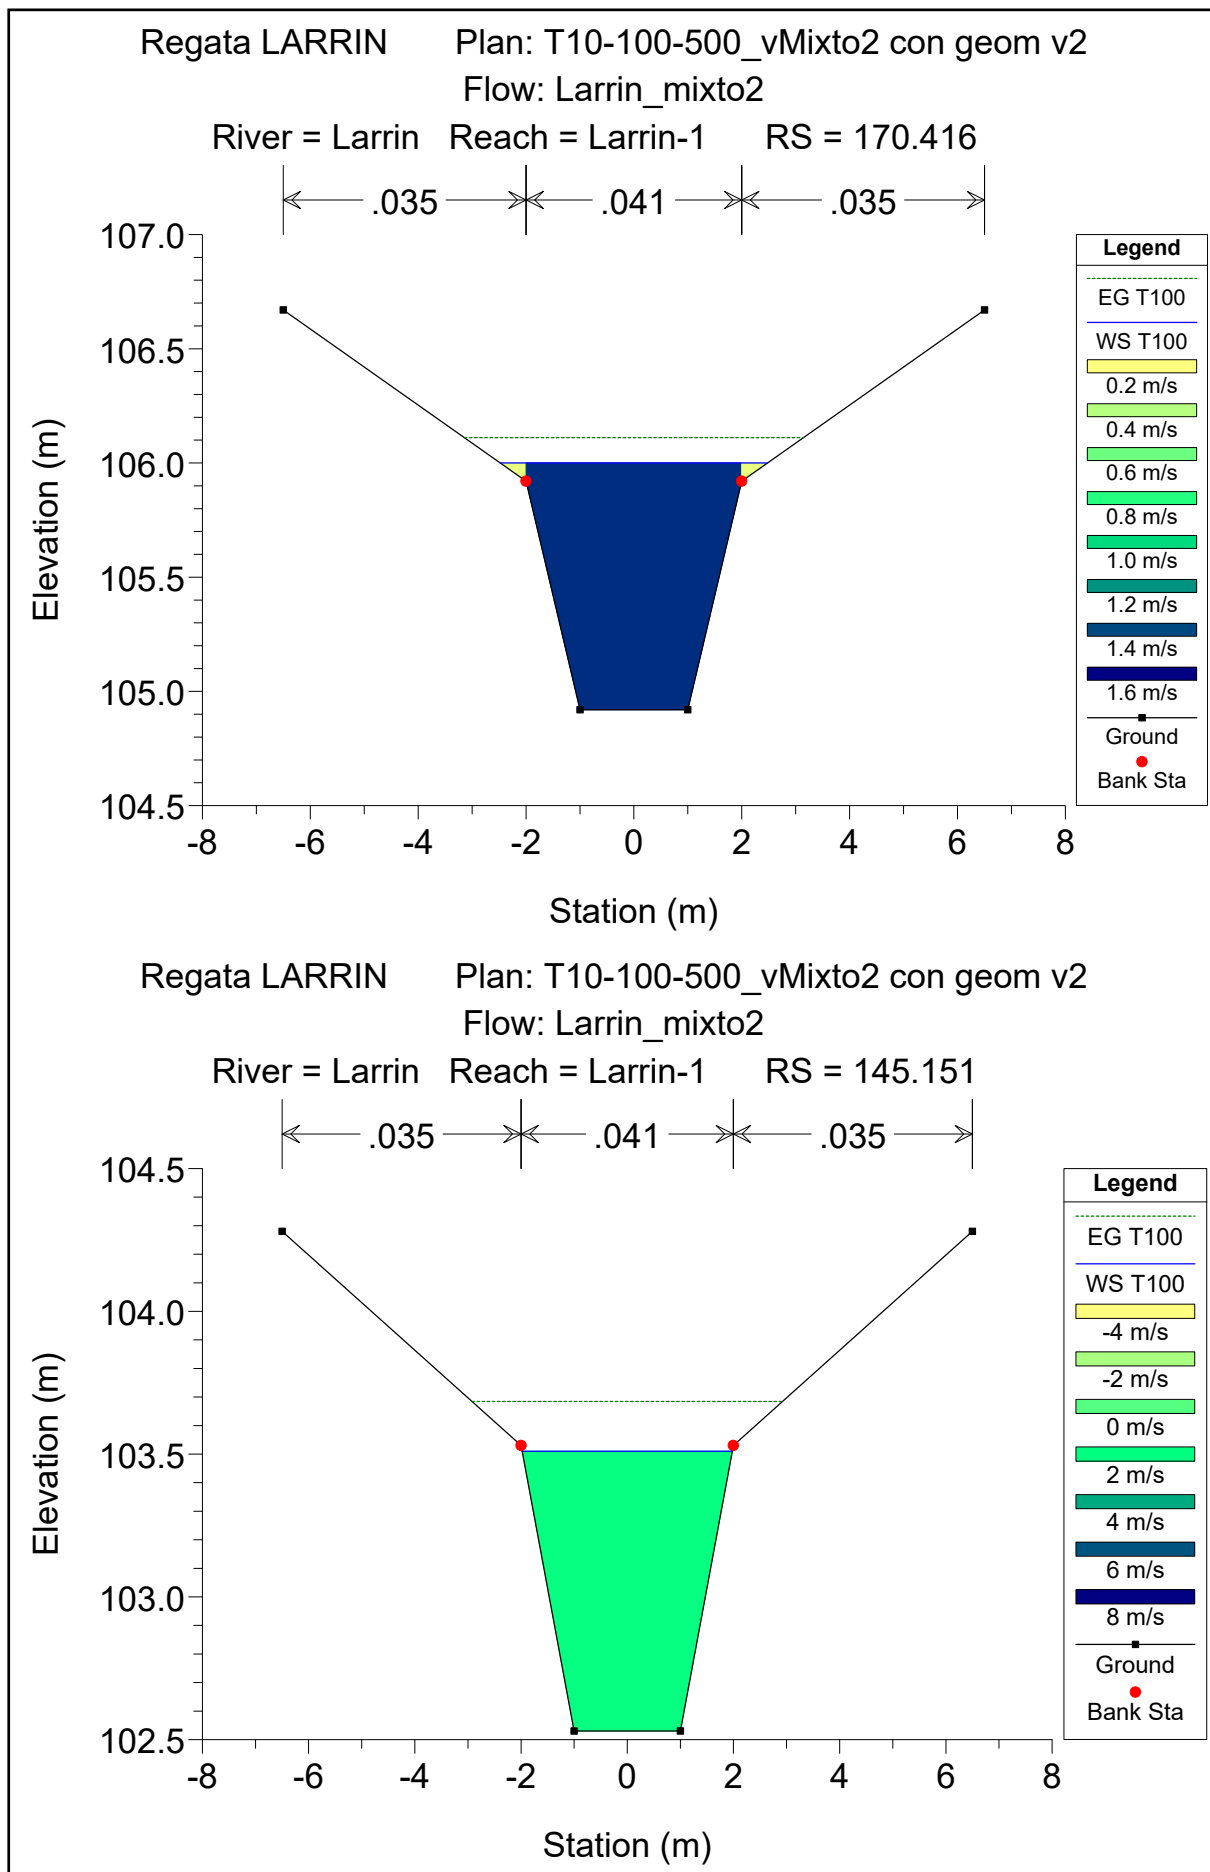 Regata LARRIN Plan: T10-100-500_vMixto2 con geom v2
Flow: Larrin_mixto2
River = Larrin Reach = Larrin-1 RS = 170.416
.035 .041 .035
107.0
106.5
106.0
105.5
105.0
104.5
Elevation (m)
-8 -6 -4 -2 0 2 4 6 8
Station (m)
Legend
EG T100
WS T100
0.2 m/s
0.4 m/s
0.6 m/s
0.8 m/s
1.0 m/s
1.2 m/s
1.4 m/s
1.6 m/s
Ground
Bank Sta
Regata LARRIN Plan: T10-100-500_vMixto2 con geom v2
Flow: Larrin_mixto2
River = Larrin Reach = Larrin-1 RS = 145.151
.035 .041 .035
104.5
104.0
103.5
103.0
102.5
Elevation (m)
-8 -6 -4 -2 0 2 4 6 8
Station (m)
Legend
EG T100
WS T100
-4 m/s
-2 m/s
0 m/s
2 m/s
4 m/s
6 m/s
8 m/s
Ground
Bank Sta